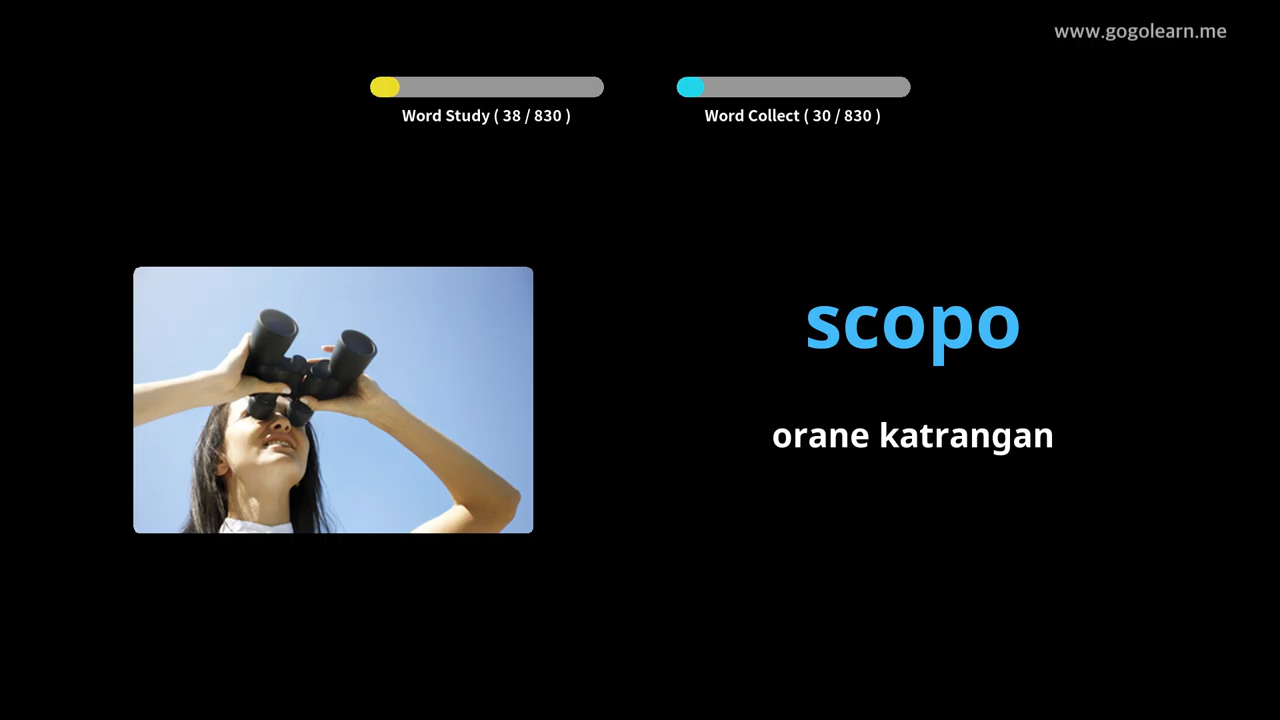 www.gogolearn.me
Word Study ( 38 / 830 )
Word Collect ( 30 / 830 )
scopo
orane katrangan